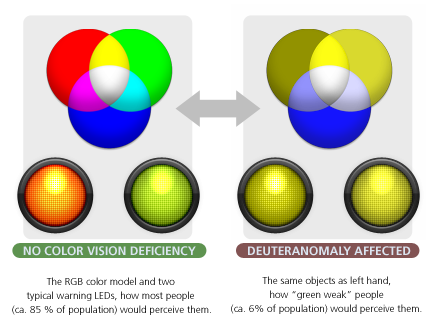 NO COLOR VISION DEFICIENCY
The RGB color model and two
typical warning LEDs, how most people
(ca. 85 % of population) would perceive them.
DEUTERANOMALY AFFECTED
The same objects as left hand,
how “green weak” people
(ca. 6% of population) would perceive them.